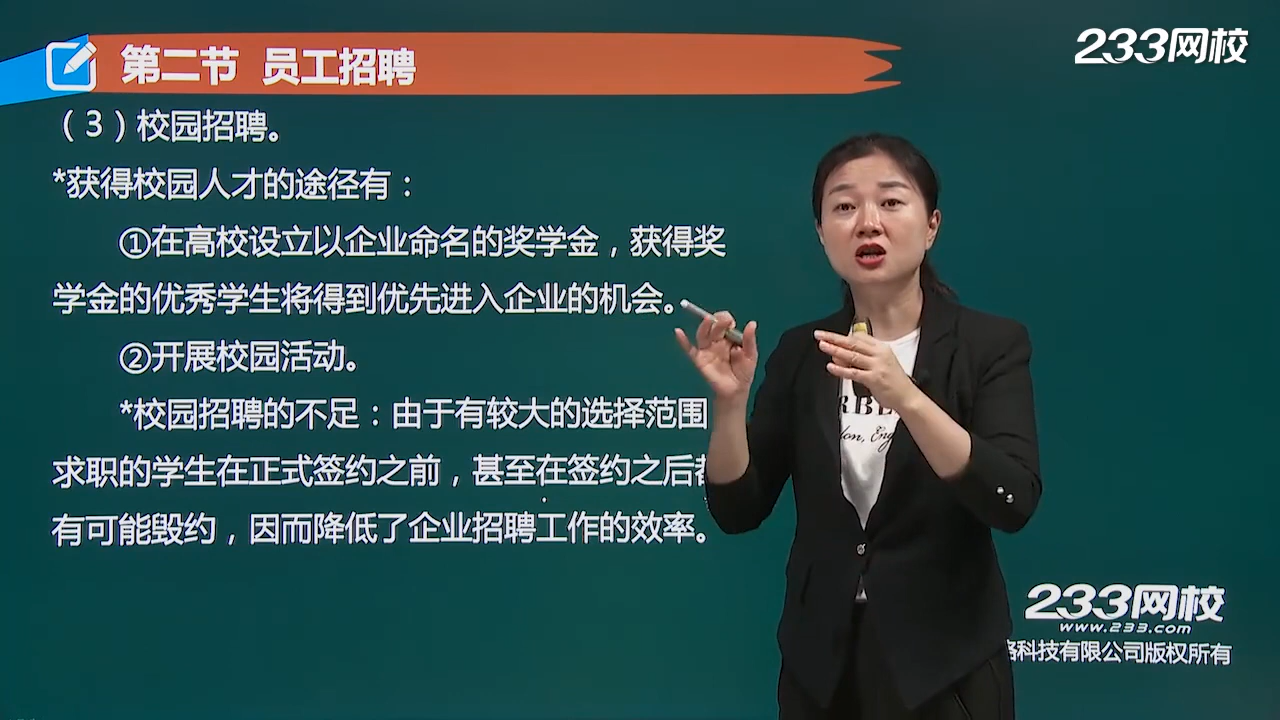 233网校
第二节 员工招聘
（3）校园招聘。
*获得校园人才的途径有：
①在高校设立以企业命名的奖学金，获得奖
学金的优秀学生将得到优先进入企业的机会。
②开展校园活动。
*校园招聘的不足：由于有较大的选择范围
求职的学生在正式签约之前，甚至在签约之后都
有可能毁约，因而降低了企业招聘工作的效率。
233网校
www.233.com
络科技有限公司版权所有